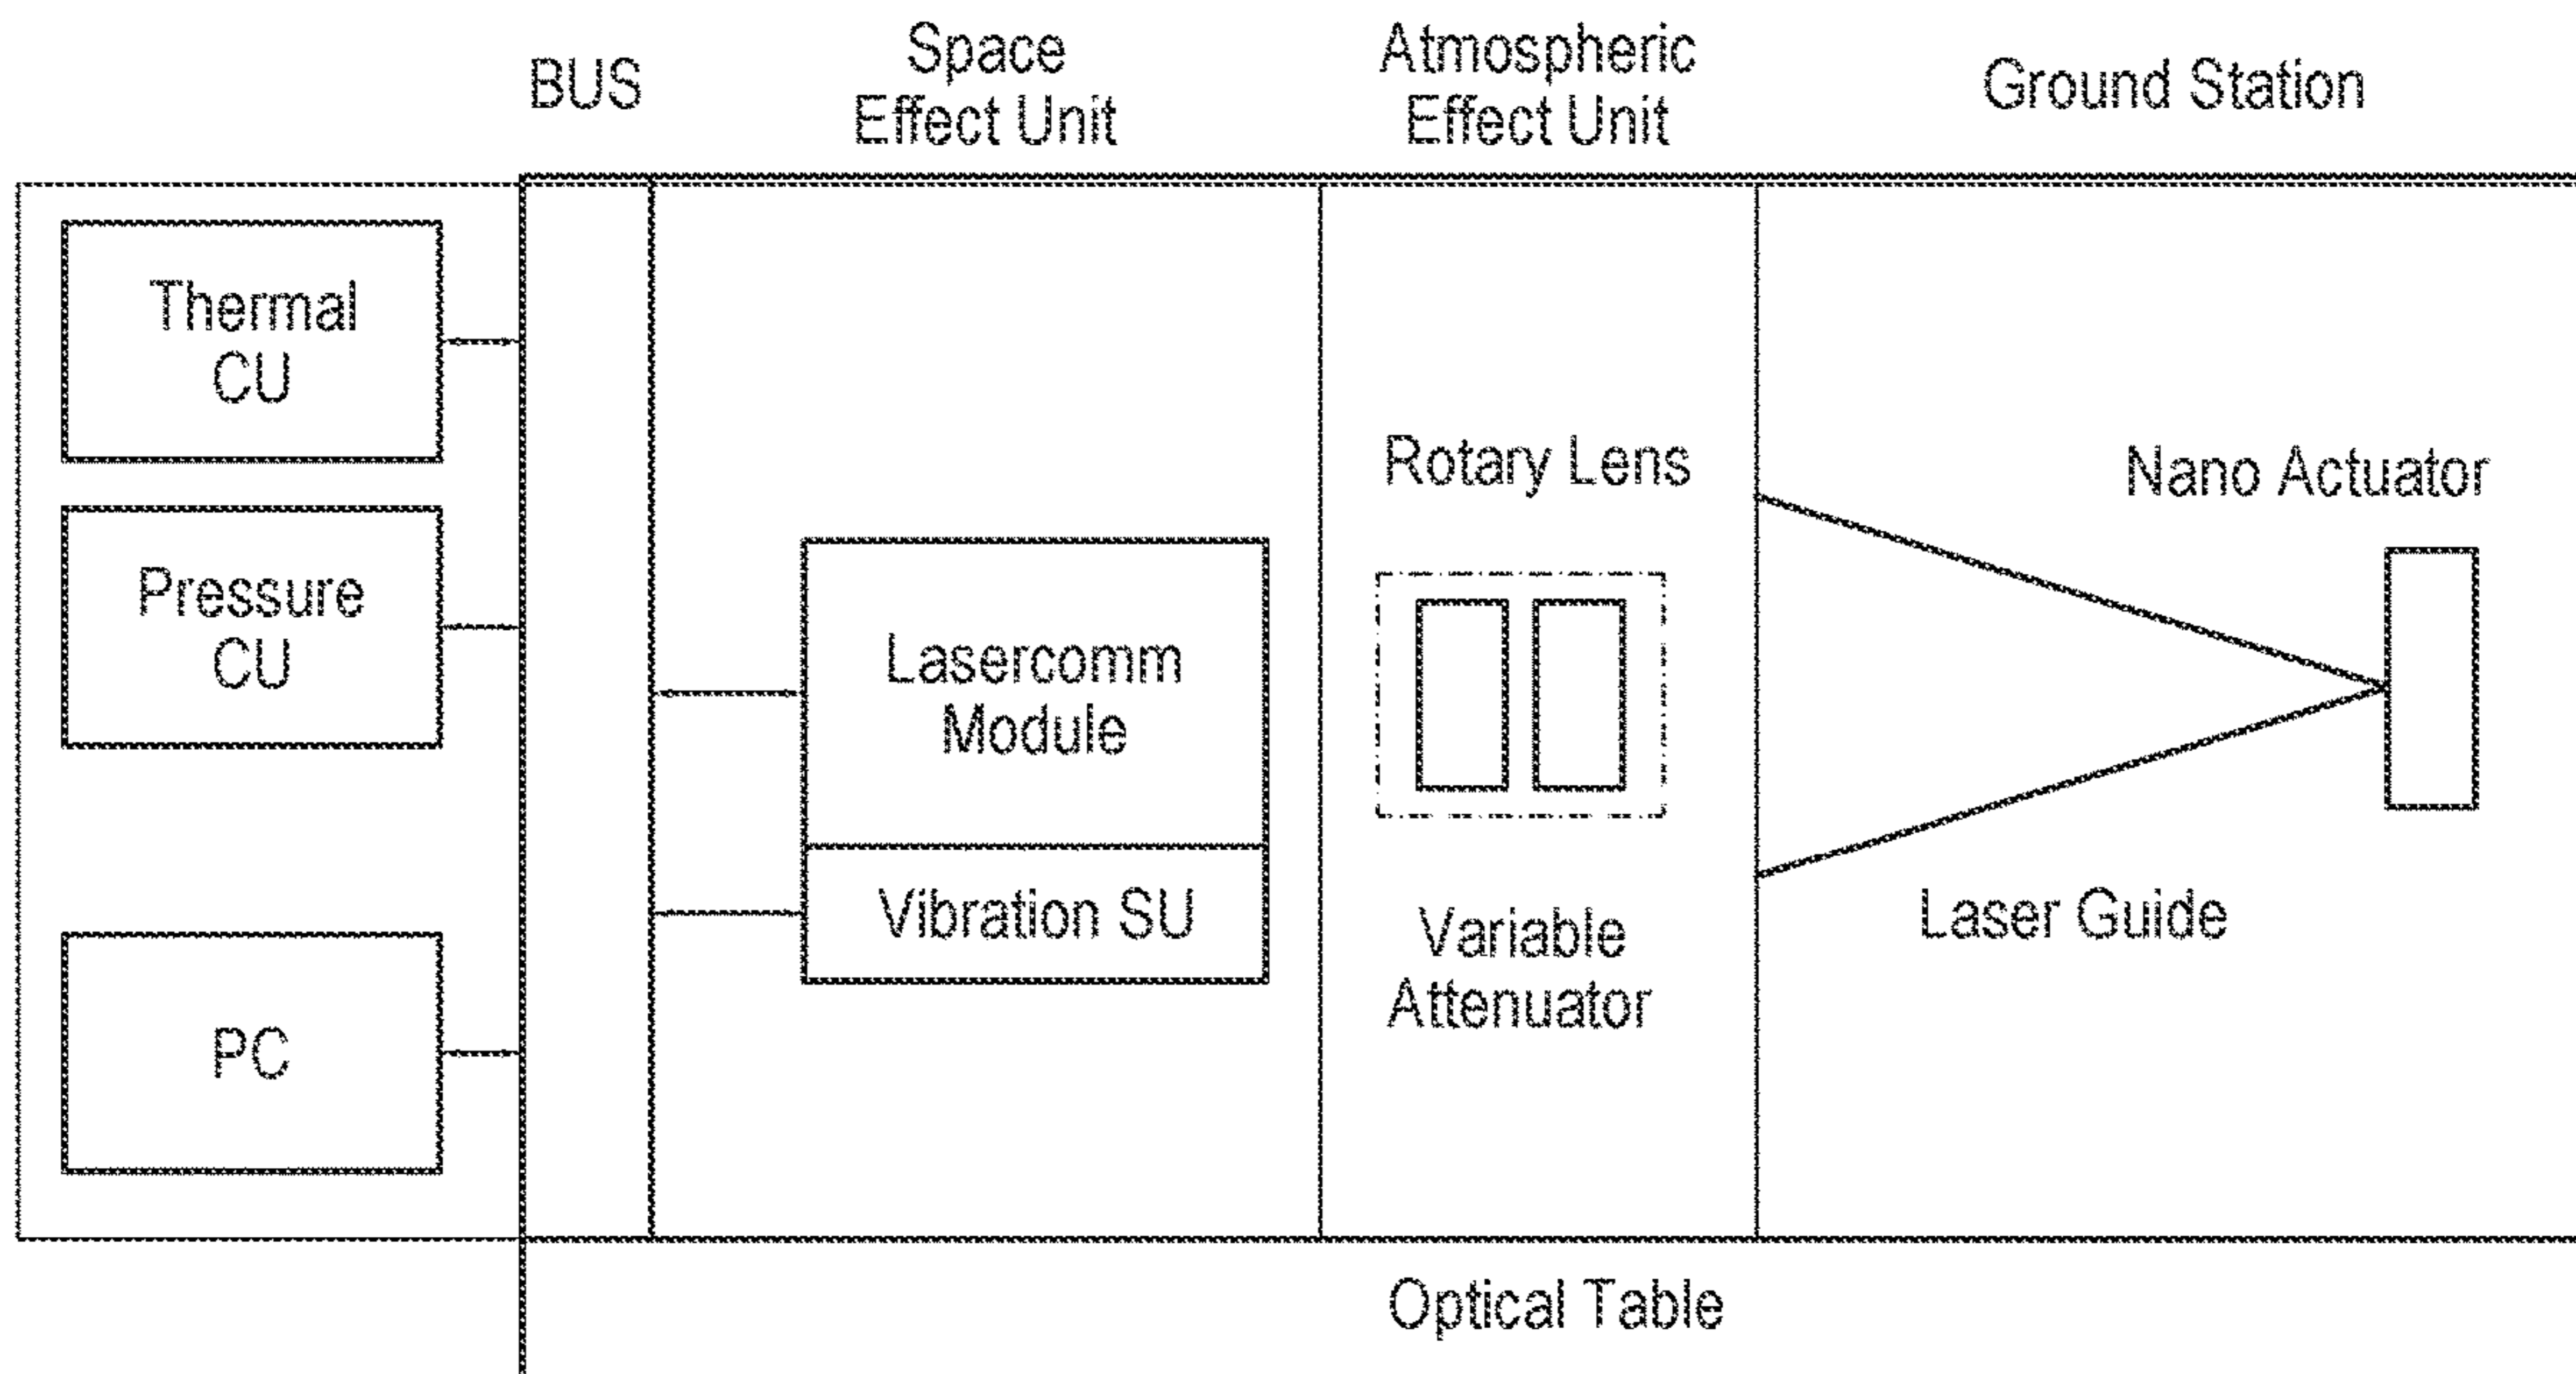 BUS
Space
Effect Unit
Atmospheric
Effect Unit
Ground Station
Thermal
CU
Pressure
CU
PC
Lasercomm
Module
Vibration SU
Rotary Lens
Variable
Attenuator
Nano Actuator
Laser Guide
Optical Table